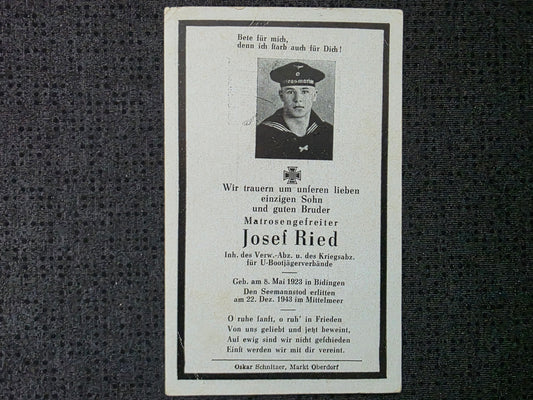 Bete für mich,
denn ich starb auch für Dich!
Kriegsmarine
Wir trauern um unseren lieben
einzigen Sohn
und guten Bruder
Matrosengefreiter
Josef Ried
Inh. des Verw.-Abz. u. des Kriegsabz.
für U-Bootjägerverbände
Geb. am 8. Mai 1923 in Bidingen
Den Seemannstod erlitten
am 22. Dez. 1943 im Mittelmeer
O ruhe sanft, o ruh' in Frieden
Von uns geliebt und jetzt beweint,
Auf ewig sind wir nicht geschieden
Einst werden wir mit dir vereint.
Oskar Schnitzer, Markt Oberdorf